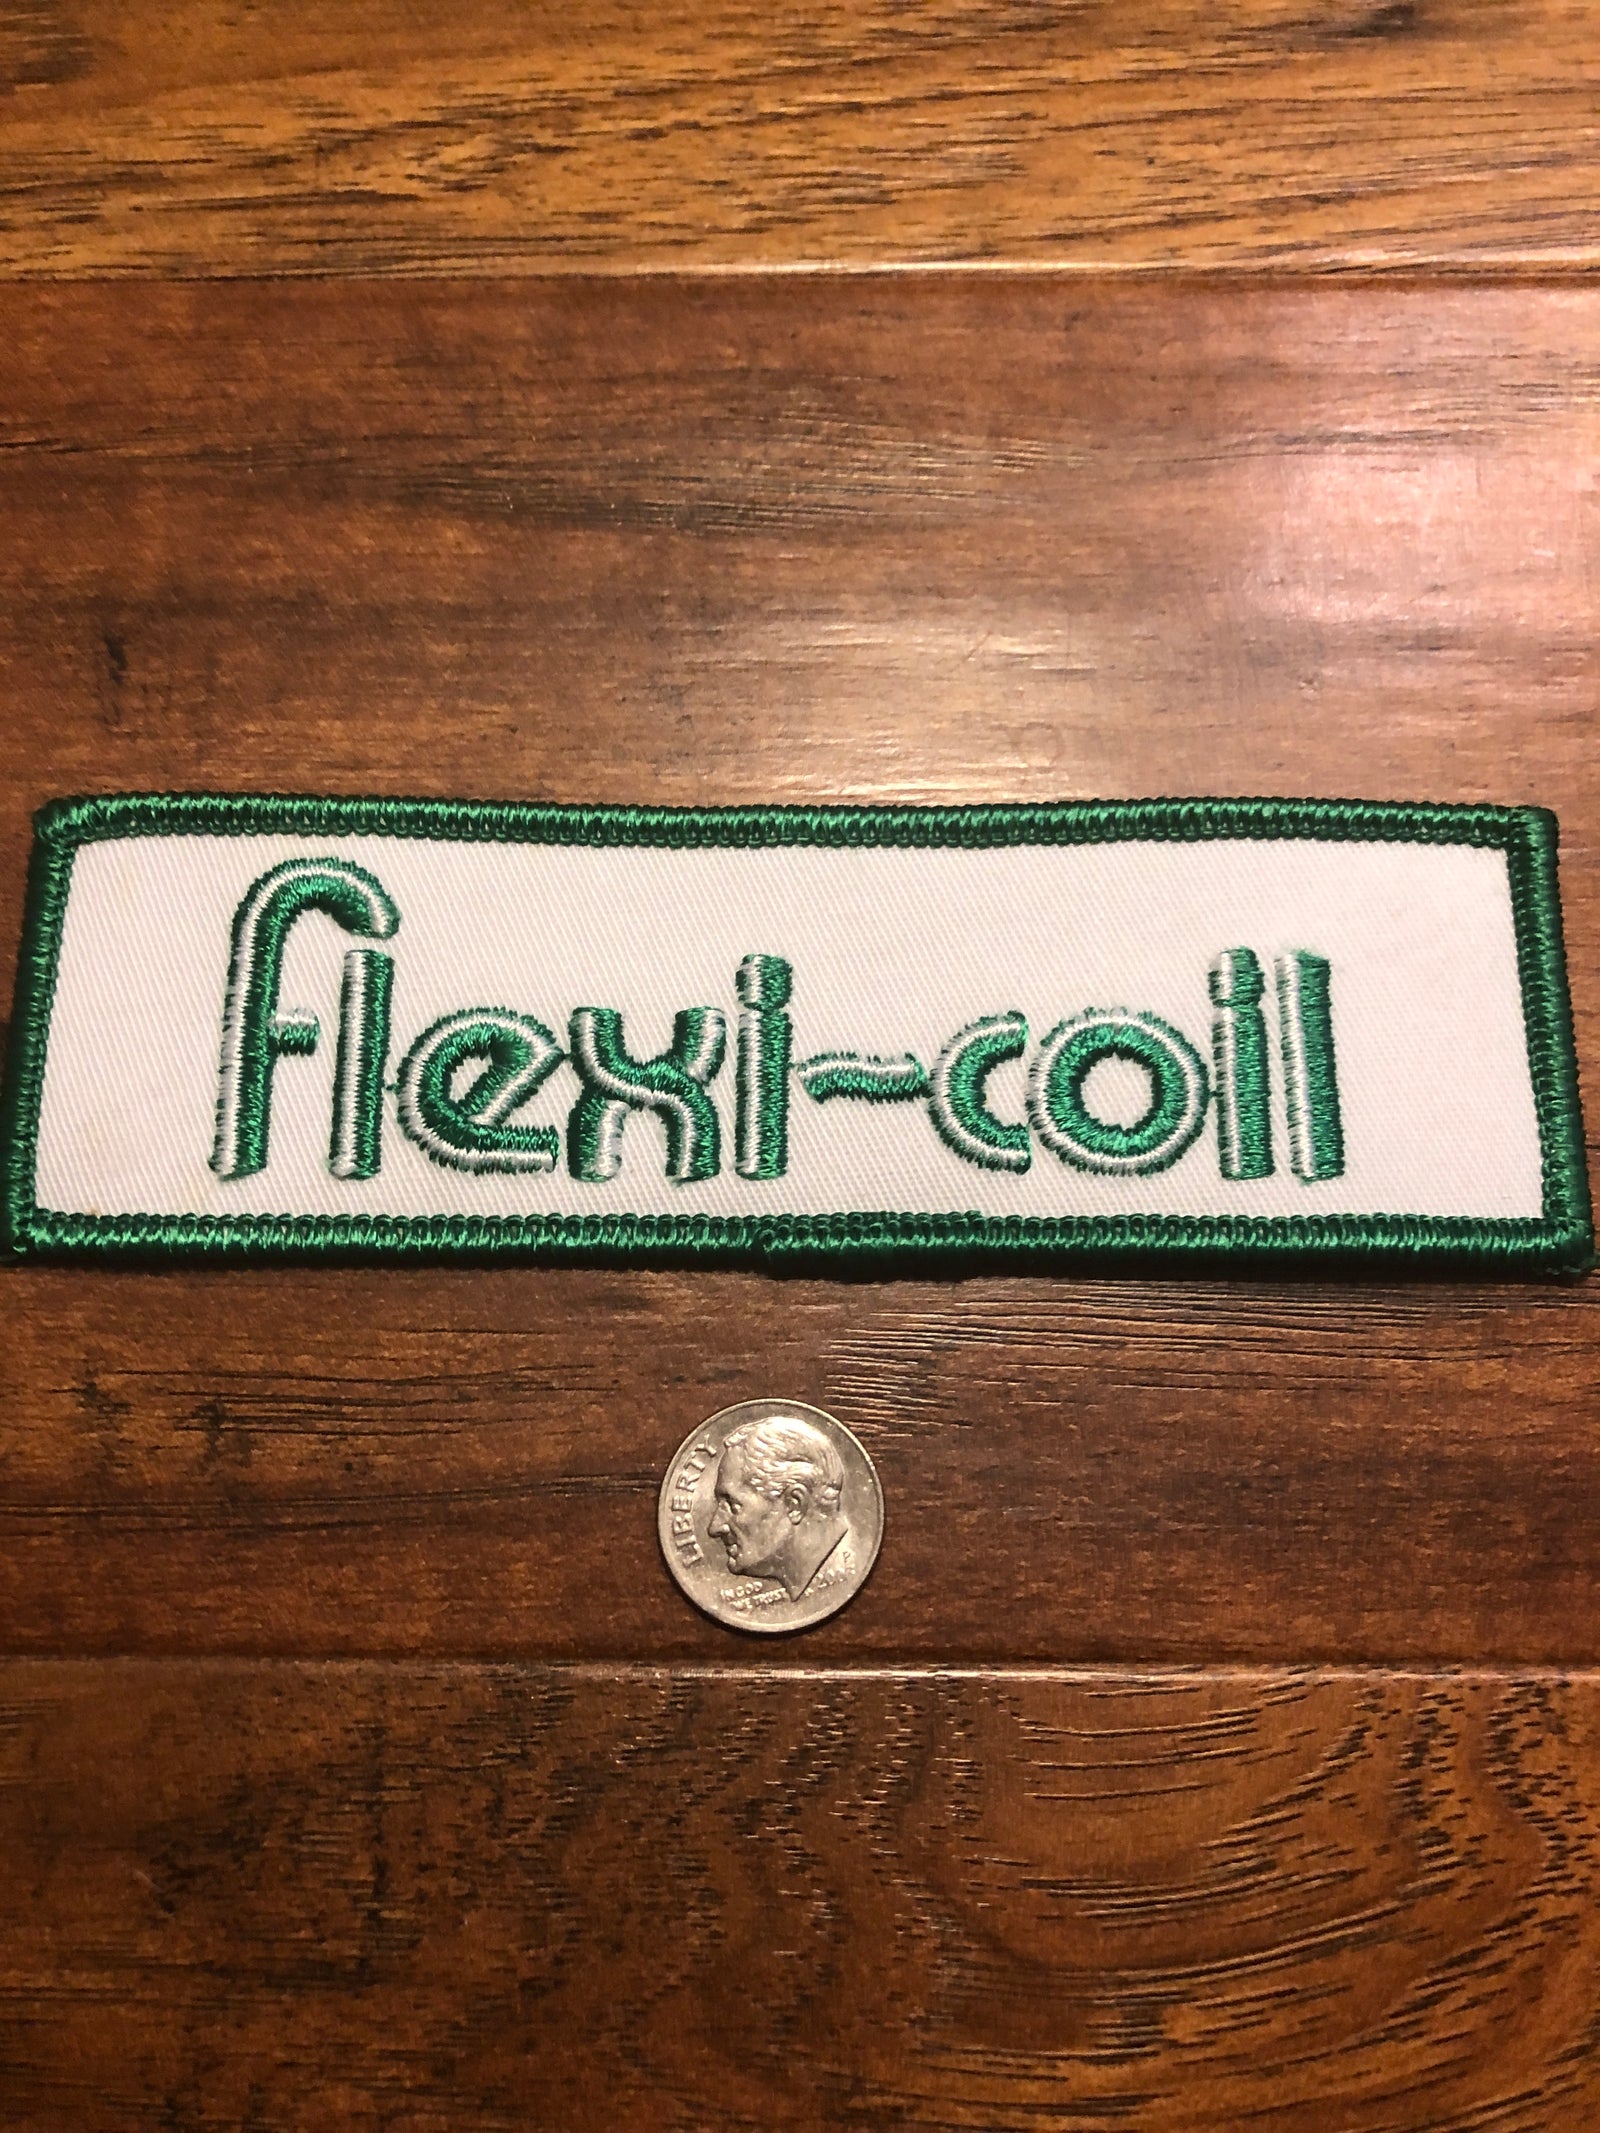 flexi~coil
LIBERTY
IN GOD
WE TRUST
P